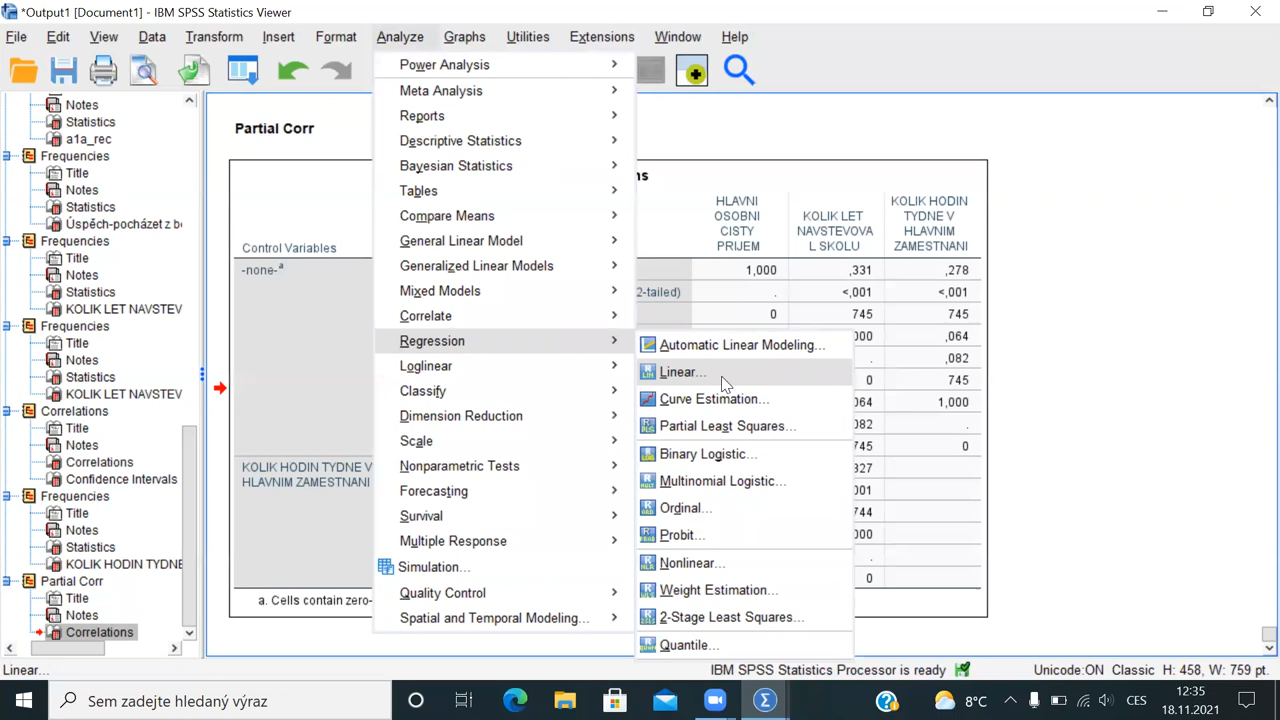 *Output1 [Document1] - IBM SPSS Statistics Viewer
File Edit View Data Transform Insert Format Analyze Graphs Utilities Extensions Window Help
Notes
Statistics
a1a_rec
Frequencies
Title
Notes
Statistics
Úspěch-pocházet z b
Frequencies
Title
Notes
Statistics
KOLIK LET NAVSTEV
Frequencies
Title
Notes
Statistics
KOLIK LET NAVSTEV
Correlations
Title
Notes
Correlations
Confidence Intervals
Frequencies
Title
Notes
Statistics
KOLIK HODIN TYDNE
Partial Corr
Title
Notes
Correlations
Partial Corr
Control Variables
-none-a
KOLIK HODIN TYDNE V
HLAVNIM ZAMESTNANI
a. Cells contain zero-
Power Analysis
Meta Analysis
Reports
Descriptive Statistics
Bayesian Statistics
Tables
Compare Means
General Linear Model
Generalized Linear Models
Mixed Models
Correlate
Regression
Loglinear
Classify
Dimension Reduction
Scale
Nonparametric Tests
Forecasting
Survival
Multiple Response
Simulation...
Quality Control
Spatial and Temporal Modeling...
Automatic Linear Modeling...
Linear...
Curve Estimation...
Partial Least Squares...
Binary Logistic...
Multinomial Logistic...
Ordinal...
Probit...
Nonlinear...
Weight Estimation...
2-Stage Least Squares...
Quantile...
ns
HLAVNI
OSOBNI
CISTY
PRIJEM
KOLIK LET
NAVSTEVOVA
L SKOLU
KOLIK HODIN
TYDNE V
HLAVNIM
ZAMESTNANI
1,000 ,331 ,278
2-tailed) . <,001 <,001
0 745 745
000 ,064
. ,082
0 745
064 1,000
082 .
745 0
327
001
744
000
.
0
Linear...
IBM SPSS Statistics Processor is ready
Unicode:ON Classic H: 458, W: 759 pt.
Sem zadejte hledaný výraz
8°C
CES
12:35
18.11.2021